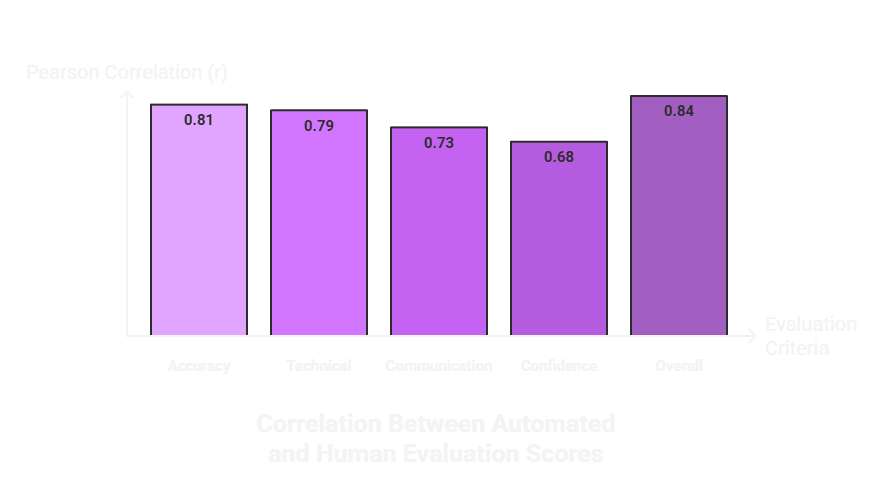 Pearson Correlation (r)
0.81
0.79
0.73
0.68
0.84
Evaluation
Criteria
Accuracy
Technical
Communication
Confidence
Overall
Correlation Between Automated
and Human Evaluation Scores